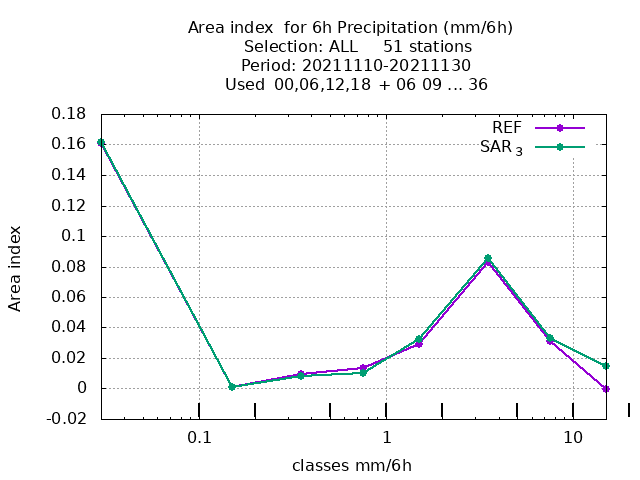 Area index  for 6h Precipitation (mm/6h)
Selection: ALL     51 stations
Period: 20211110-20211130
Used  00,06,12,18  + 06 09 ... 36
REF
SAR 3
0.18
0.16
0.14
0.12
0.1
0.08
0.06
0.04
0.02
0
-0.02
Area index
0.1 1 10
classes mm/6h